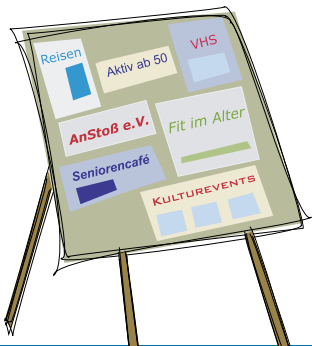 Reisen
Aktiv ab 50
VHS
AnStoß e.V.
Fit im Alter
Seniorencafé
KULTUREVENTS